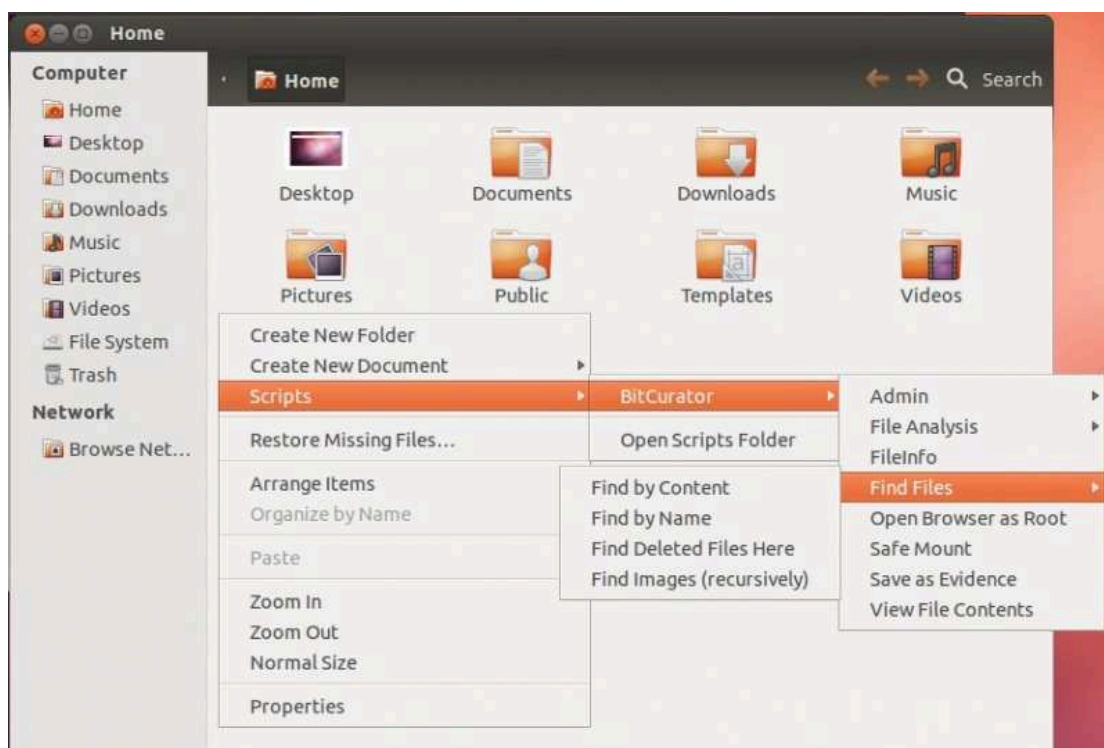 Home
Computer
Home
Desktop
Documents
Downloads
Music
Pictures
Videos
File System
Trash
Network
Browse Net...
Home
Search
Desktop
Documents
Downloads
Music
Pictures
Public
Templates
Videos
Create New Folder
Create New Document
Scripts
Restore Missing Files...
Arrange Items
Organize by Name
Paste
Zoom In
Zoom Out
Normal Size
Properties
BitCurator
Open Scripts Folder
Admin
File Analysis
FileInfo
Find Files
Open Browser as Root
Safe Mount
Save as Evidence
View File Contents
Find by Content
Find by Name
Find Deleted Files Here
Find Images (recursively)